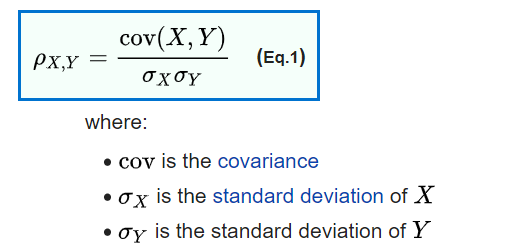 ρX,Y = cov(X, Y) / σXσY (Eq.1)
where:
• cov is the covariance
• σX is the standard deviation of X
• σY is the standard deviation of Y